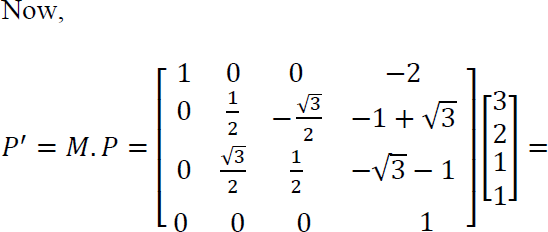 Now,
P′ = M.P = [1 0 0 −2
0 1/2 −√3/2 −1 + √3
0 √3/2 1/2 −√3 − 1
0 0 0 1] [3
2
1
1] =